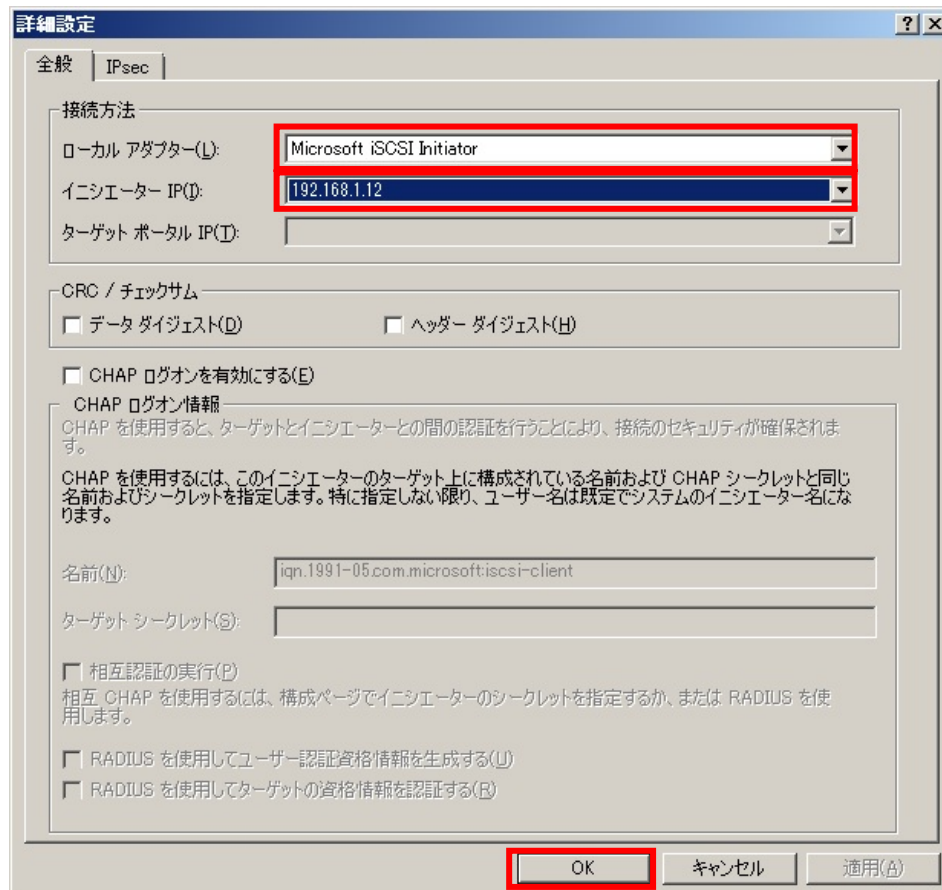 詳細設定
全般
IPsec
接続方法
ローカル アダプター(L):
Microsoft iSCSI Initiator
イニシエーター IP(I):
192.168.1.12
ターゲット ポータル IP(T):
CRC / チェックサム
データ ダイジェスト(D)
ヘッダー ダイジェスト(H)
CHAP ログオンを有効にする(E)
CHAP ログオン情報
CHAP を使用すると、ターゲットとイニシエーターとの間の認証を行うことにより、接続のセキュリティが確保されま
す。
CHAP を使用するには、このイニシエーターのターゲット上に構成されている名前および CHAP シークレットと同じ
名前およびシークレットを指定します。特に指定しない限り、ユーザー名は既定でシステムのイニシエーター名にな
ります。
名前(N):
iqn.1991-05.com.microsoft:iscsi-client
ターゲット シークレット(S):
相互認証の実行(P)
相互 CHAP を使用するには、構成ページでイニシエーターのシークレットを指定するか、または RADIUS を使
用します。
RADIUS を使用してユーザー認証資格情報を生成する(U)
RADIUS を使用してターゲットの資格情報を認証する(R)
OK
キャンセル
適用(A)